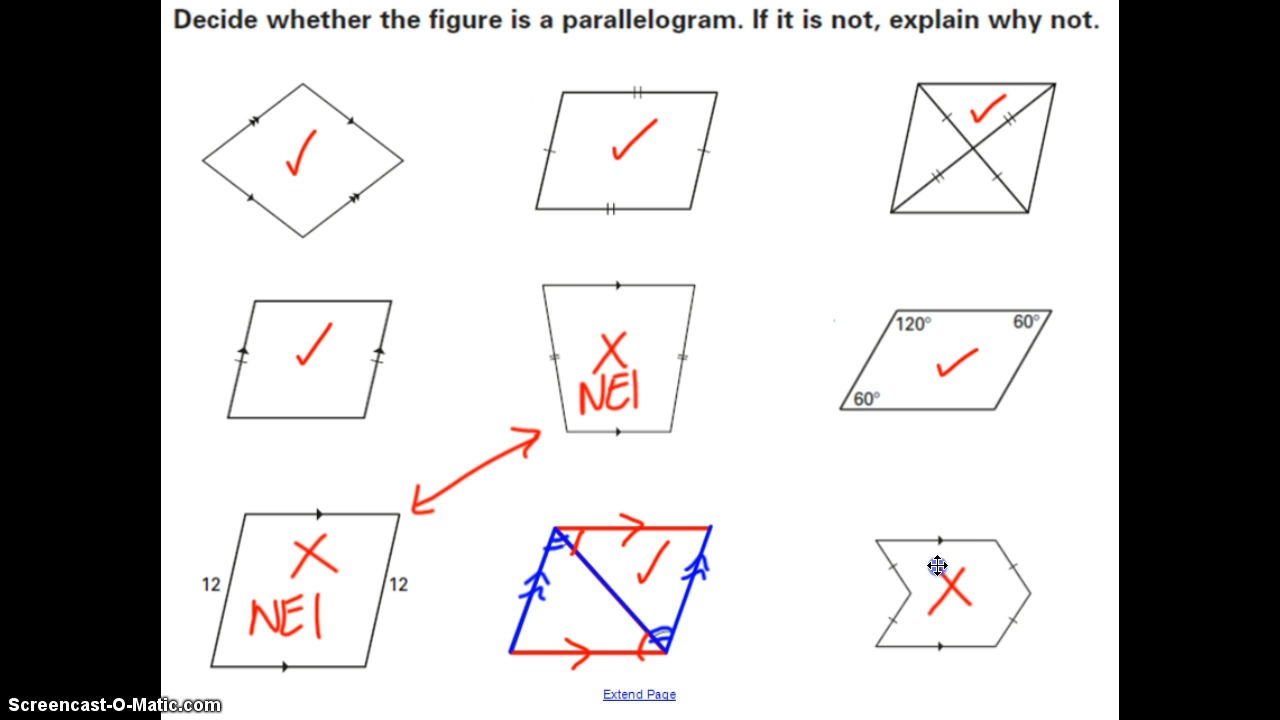 Decide whether the figure is a parallelogram. If it is not, explain why not.
120°
60°
60°
X
NEI
12
12
X
NEI
X
Extend Page
Screencast-O-Matic.com